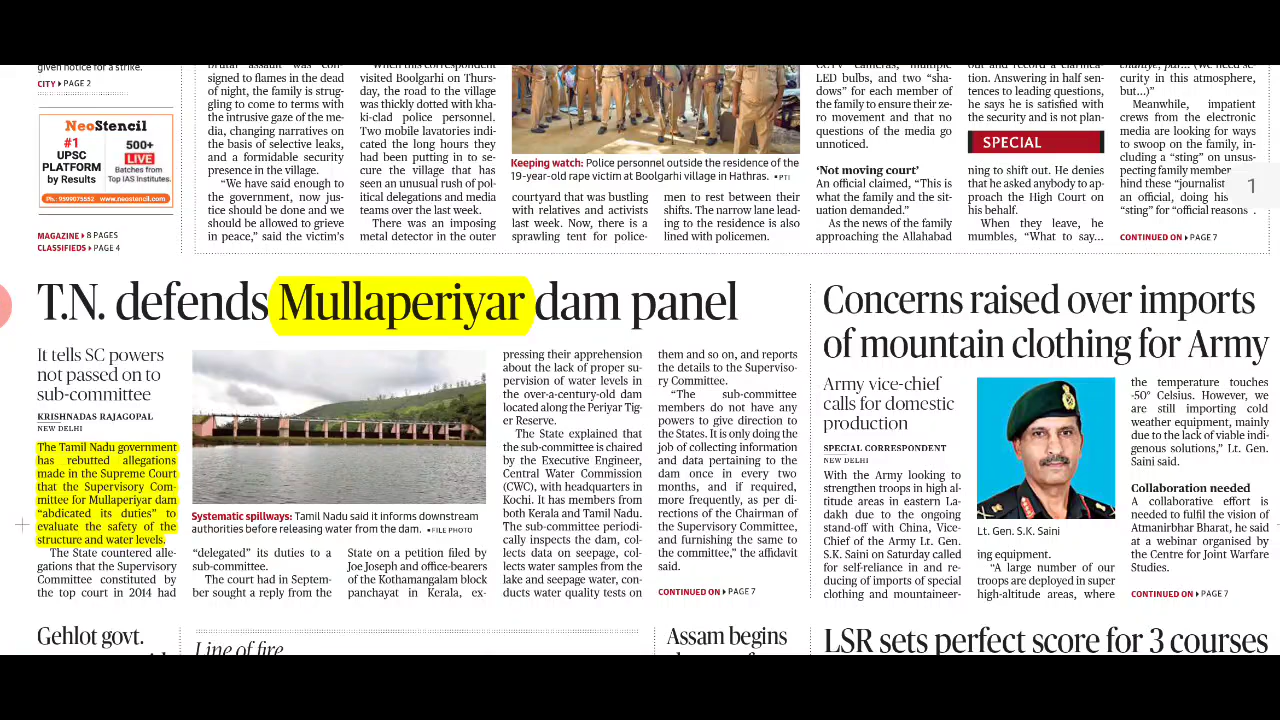 given notice for a strike.
CITY PAGE 2
NeoStencil
#1
UPSC
PLATFORM
by Results
500+
LIVE
Batches from
Top IAS Institutes.
Ph.: 9599075552 www.neostencil.com
MAGAZINE 8 PAGES
CLASSIFIEDS PAGE 4
brutal assault was con-
signed to flames in the dead
of night, the family is strug-
gling to come to terms with
the intrusive gaze of the me-
dia, changing narratives on
the basis of selective leaks,
and a formidable security
presence in the village.
“We have said enough to
the government, now jus-
tice should be done and we
should be allowed to grieve
in peace,” said the victim’s
When this correspondent
visited Boolgarhi on Thurs-
day, the road to the village
was thickly dotted with kha-
ki-clad police personnel.
Two mobile lavatories indi-
cated the long hours they
had been putting in to se-
cure the village that has
seen an unusual rush of pol-
itical delegations and media
teams over the last week.
There was an imposing
metal detector in the outer
Keeping watch: Police personnel outside the residence of the
19-year-old rape victim at Boolgarhi village in Hathras. ▪PTI
courtyard that was bustling
with relatives and activists
last week. Now, there is a
sprawling tent for police-
men to rest between their
shifts. The narrow lane lead-
ing to the residence is also
lined with policemen.
CCTV cameras, multiple
LED bulbs, and two “sha-
dows” for each member of
the family to ensure their ze-
ro movement and that no
questions of the media go
unnoticed.
‘Not moving court’
An official claimed, “This is
what the family and the sit-
uation demanded.”
As the news of the family
approaching the Allahabad
out and record a clarifica-
tion. Answering in half sen-
tences to leading questions,
he says he is satisfied with
the security and is not plan-
SPECIAL
ning to shift. He denies
that he asked anybody to ap-
proach the High Court on
his behalf.
When they leave, he
mumbles, “What to say...
(We need se-
curity in this atmosphere,
but...)”
Meanwhile, impatient
crews from the electronic
media are looking for ways
to swoop on the family, in-
cluding a “sting” on unsus-
pecting family member
hind these “journalist
an official, doing his
“sting” for “official reasons”.
CONTINUED ON PAGE 7
1
T.N. defends Mullaperiyar dam panel
It tells SC powers
not passed on to
sub-committee
KRISHNADAS RAJAGOPAL
NEW DELHI
The Tamil Nadu government
has rebutted allegations
made in the Supreme Court
that the Supervisory Com-
mittee for Mullaperiyar dam
“abdicated its duties” to
evaluate the safety of the
structure and water levels.
The State countered alle-
gations that the Supervisory
Committee constituted by
the top court in 2014 had
Systematic spillways: Tamil Nadu said it informs downstream
authorities before releasing water from the dam. ▪FILE PHOTO
“delegated” its duties to a
sub-committee.
The court had in Septem-
ber sought a reply from the
State on a petition filed by
Joe Joseph and office-bearers
of the Kothamangalam block
panchayat in Kerala, ex-
pressing their apprehension
about the lack of proper su-
pervision of water levels in
the over-a-century-old dam
located along the Periyar Tig-
er Reserve.
The State explained that
the sub-committee is chaired
by the Executive Engineer,
Central Water Commission
(CWC), with headquarters in
Kochi. It has members from
both Kerala and Tamil Nadu.
The sub-committee periodi-
cally inspects the dam, col-
lects data on seepage, col-
lects water samples from the
lake and seepage water, con-
ducts water quality tests on
them and so on, and reports
the details to the Superviso-
ry Committee.
“The sub-committee
members do not have any
powers to give direction to
the States. It is only doing the
job of collecting information
and data pertaining to the
dam once in every two
months, and if required,
more frequently, as per di-
rections of the Chairman of
the Supervisory Committee,
and furnishing the same to
the committee,” the affidavit
said.
CONTINUED ON PAGE 7
Concerns raised over imports
of mountain clothing for Army
Army vice-chief
calls for domestic
production
SPECIAL CORRESPONDENT
NEW DELHI
With the Army looking to
strengthen troops in high al-
titude areas in eastern La-
dakh due to the ongoing
stand-off with China, Vice-
Chief of the Army Lt. Gen.
S.K. Saini on Saturday called
for self-reliance in and re-
ducing of imports of special
clothing and mountaineer-
Lt. Gen. S.K. Saini
ing equipment.
“A large number of our
troops are deployed in super
high-altitude areas, where
the temperature touches
-50° Celsius. However, we
are still importing cold
weather equipment, mainly
due to the lack of viable indi-
genous solutions,” Lt. Gen.
Saini said.
Collaboration needed
A collaborative effort is
needed to fulfil the vision of
Atmanirbhar Bharat, he said
at a webinar organised by
the Centre for Joint Warfare
Studies.
CONTINUED ON PAGE 7
Gehlot govt.
Line of fire
Assam begins
LSR sets perfect score for 3 courses